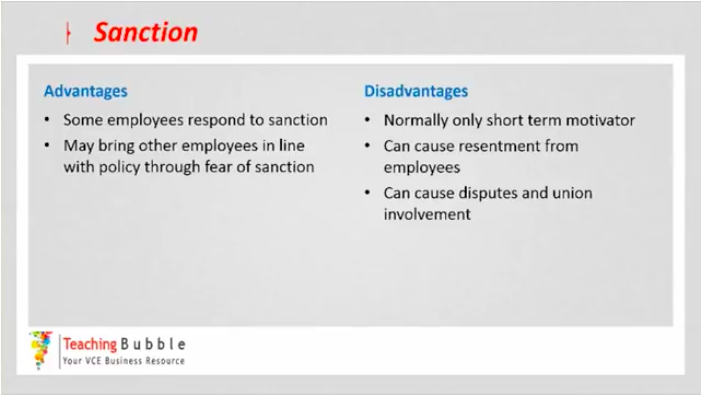 Sanction
Advantages
• Some employees respond to sanction
• May bring other employees in line
with policy through fear of sanction
Disadvantages
• Normally only short term motivator
• Can cause resentment from
employees
• Can cause disputes and union
involvement
Teaching Bubble
Your VCE Business Resource